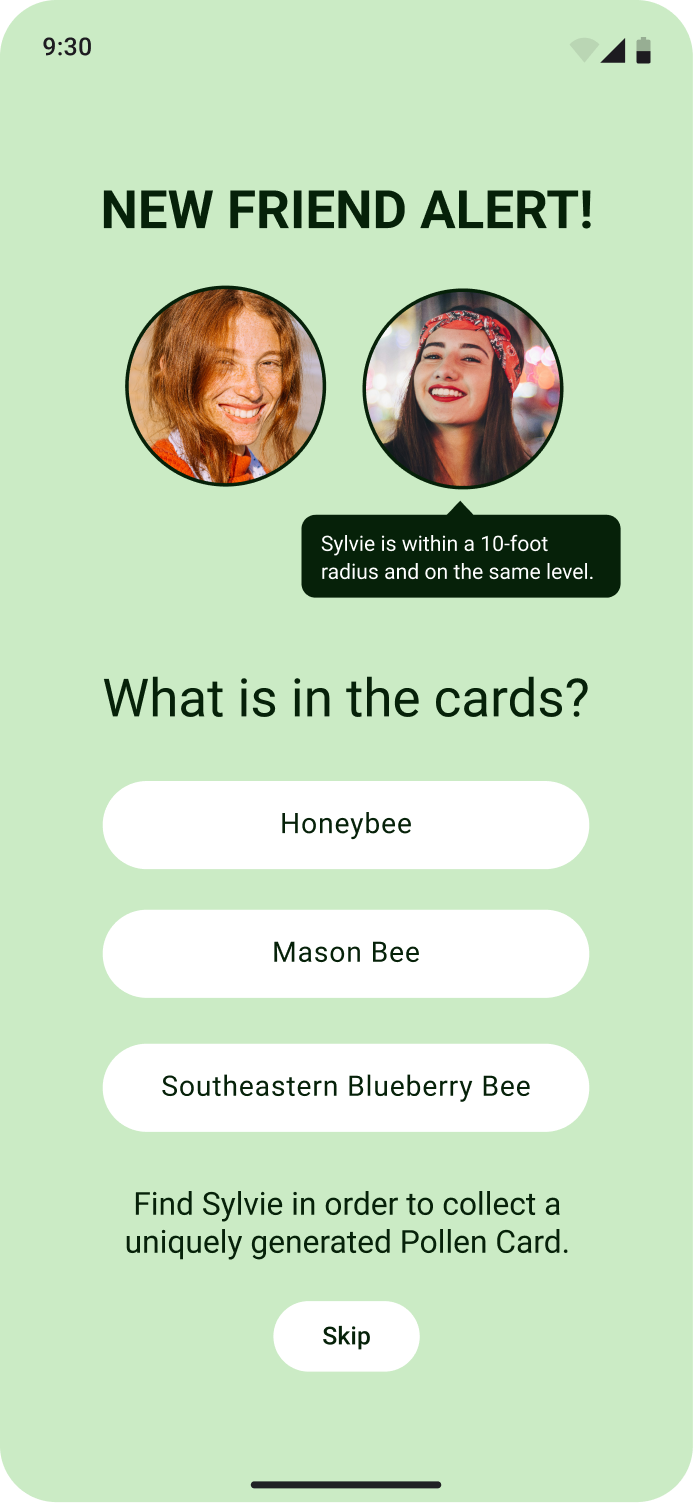 9:30
NEW FRIEND ALERT!
Sylvie is within a 10-foot
radius and on the same level.
What is in the cards?
Honeybee
Mason Bee
Southeastern Blueberry Bee
Find Sylvie in order to collect a
uniquely generated Pollen Card.
Skip